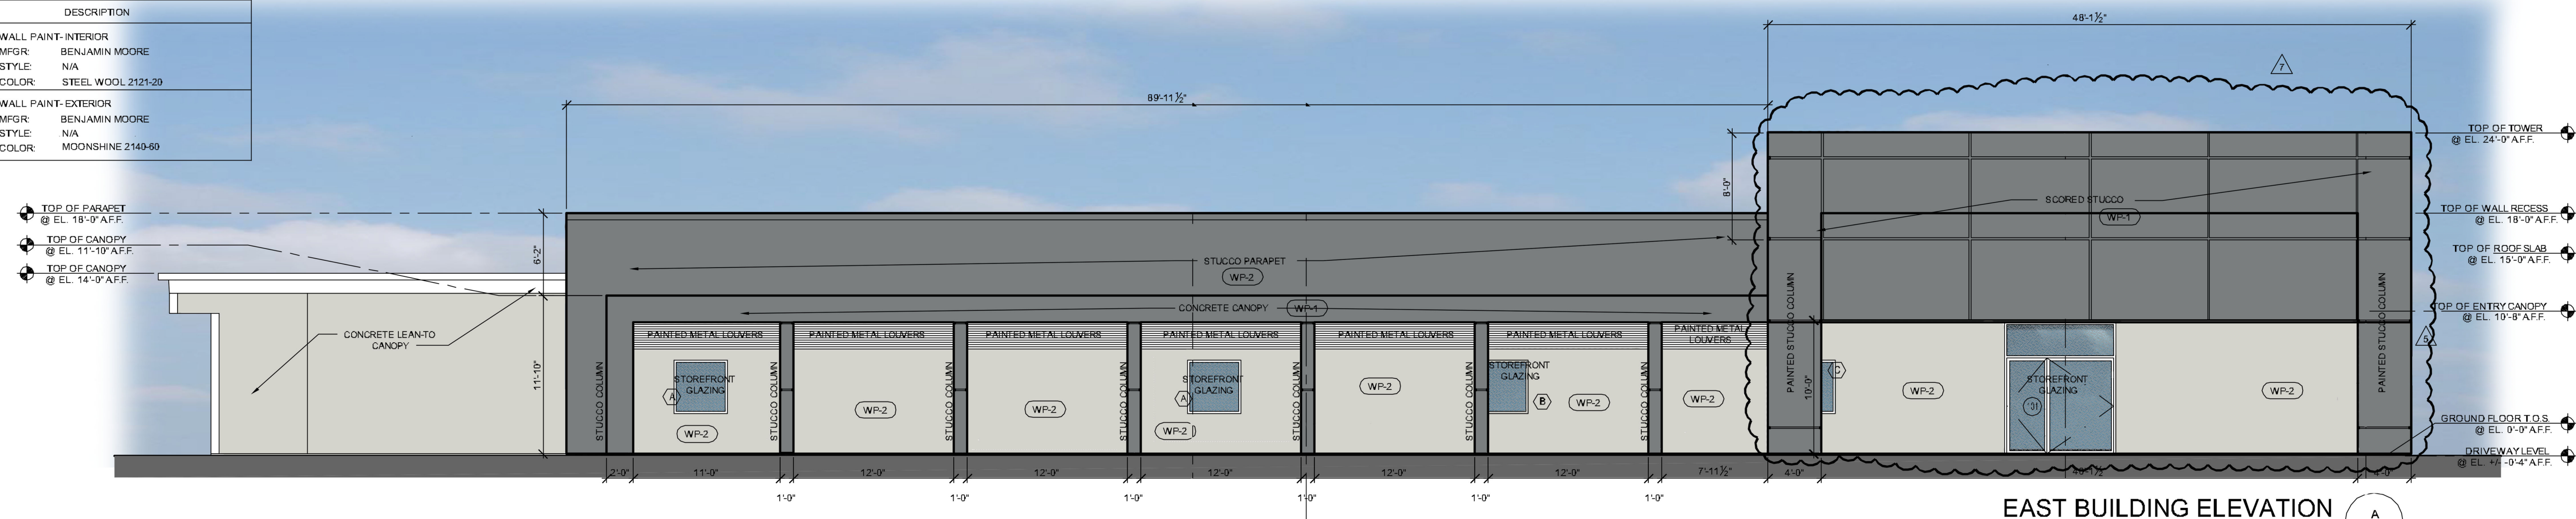 DESCRIPTION
WALL PAINT-INTERIOR
MFGR: BENJAMIN MOORE
STYLE: N/A
COLOR: STEEL WOOL 2121-20
WALL PAINT-EXTERIOR
MFGR: BENJAMIN MOORE
STYLE: N/A
COLOR: MOONSHINE 2140-60
48'-1½"
7
89'-11½"
TOP OF TOWER
@ EL. 24'-0" A.F.F.
8'-0"
SCORED STUCCO
WP-1
TOP OF PARAPET
@ EL. 18'-0" A.F.F.
TOP OF WALL RECESS
@ EL. 18'-0" A.F.F.
TOP OF CANOPY
@ EL. 11'-10" A.F.F.
6'-2"
TOP OF ROOF SLAB
@ EL. 15'-0" A.F.F.
TOP OF CANOPY
@ EL. 14'-0" A.F.F.
STUCCO PARAPET
WP-2
CONCRETE CANOPY
WP-1
TOP OF ENTRY CANOPY
@ EL. 10'-8" A.F.F.
CONCRETE LEAN-TO
CANOPY
PAINTED METAL LOUVERS
PAINTED METAL LOUVERS
PAINTED METAL LOUVERS
PAINTED METAL LOUVERS
PAINTED METAL LOUVERS
PAINTED METAL LOUVERS
PAINTED METAL
LOUVERS
5
11'-10"
STUCCO COLUMN
STUCCO COLUMN
STUCCO COLUMN
STUCCO COLUMN
STUCCO COLUMN
STUCCO COLUMN
STUCCO COLUMN
PAINTED STUCCO COLUMN
PAINTED STUCCO COLUMN
STOREFRONT
GLAZING
A
WP-2
WP-2
WP-2
STOREFRONT
GLAZING
A
WP-2
WP-2
STOREFRONT
GLAZING
B
WP-2
WP-2
10'-0"
C
WP-2
STOREFRONT
GLAZING
101
WP-2
GROUND FLOOR T.O.S.
@ EL. 0'-0" A.F.F.
DRIVEWAY LEVEL
@ EL. +/- -0'-4" A.F.F.
2'-0"
11'-0"
12'-0"
12'-0"
12'-0"
12'-0"
12'-0"
7'-11½"
4'-0"
4'-0"
1'-0"
1'-0"
1'-0"
1'-0"
1'-0"
1'-0"
EAST BUILDING ELEVATION
A